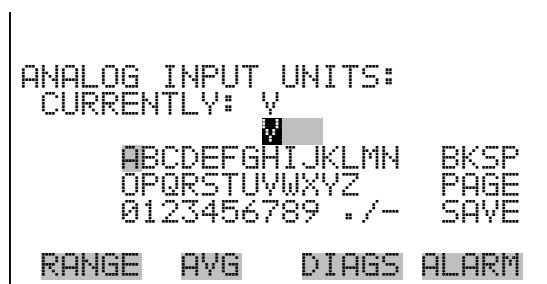 ANALOG INPUT UNITS:
CURRENTLY: V
V
ABCDEFGHIJKLMN BKSP
OPQRSTUVWXYZ PAGE
0123456789 ./- SAVE
RANGE AVG DIAGS ALARM